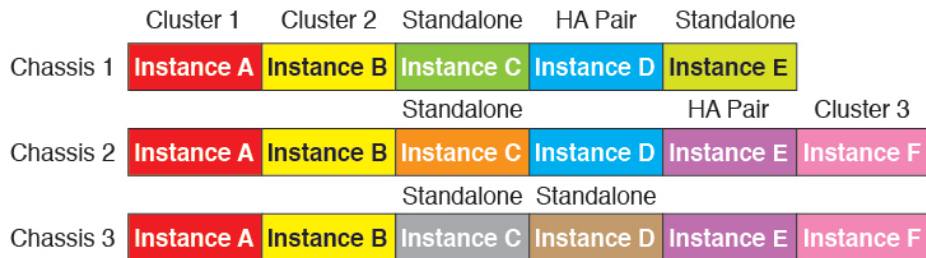 Cluster 1 Cluster 2 Standalone HA Pair Standalone
Chassis 1 Instance A Instance B Instance C Instance D Instance E
Standalone HA Pair Cluster 3
Chassis 2 Instance A Instance B Instance C Instance D Instance E Instance F
Standalone Standalone
Chassis 3 Instance A Instance B Instance C Instance D Instance E Instance F